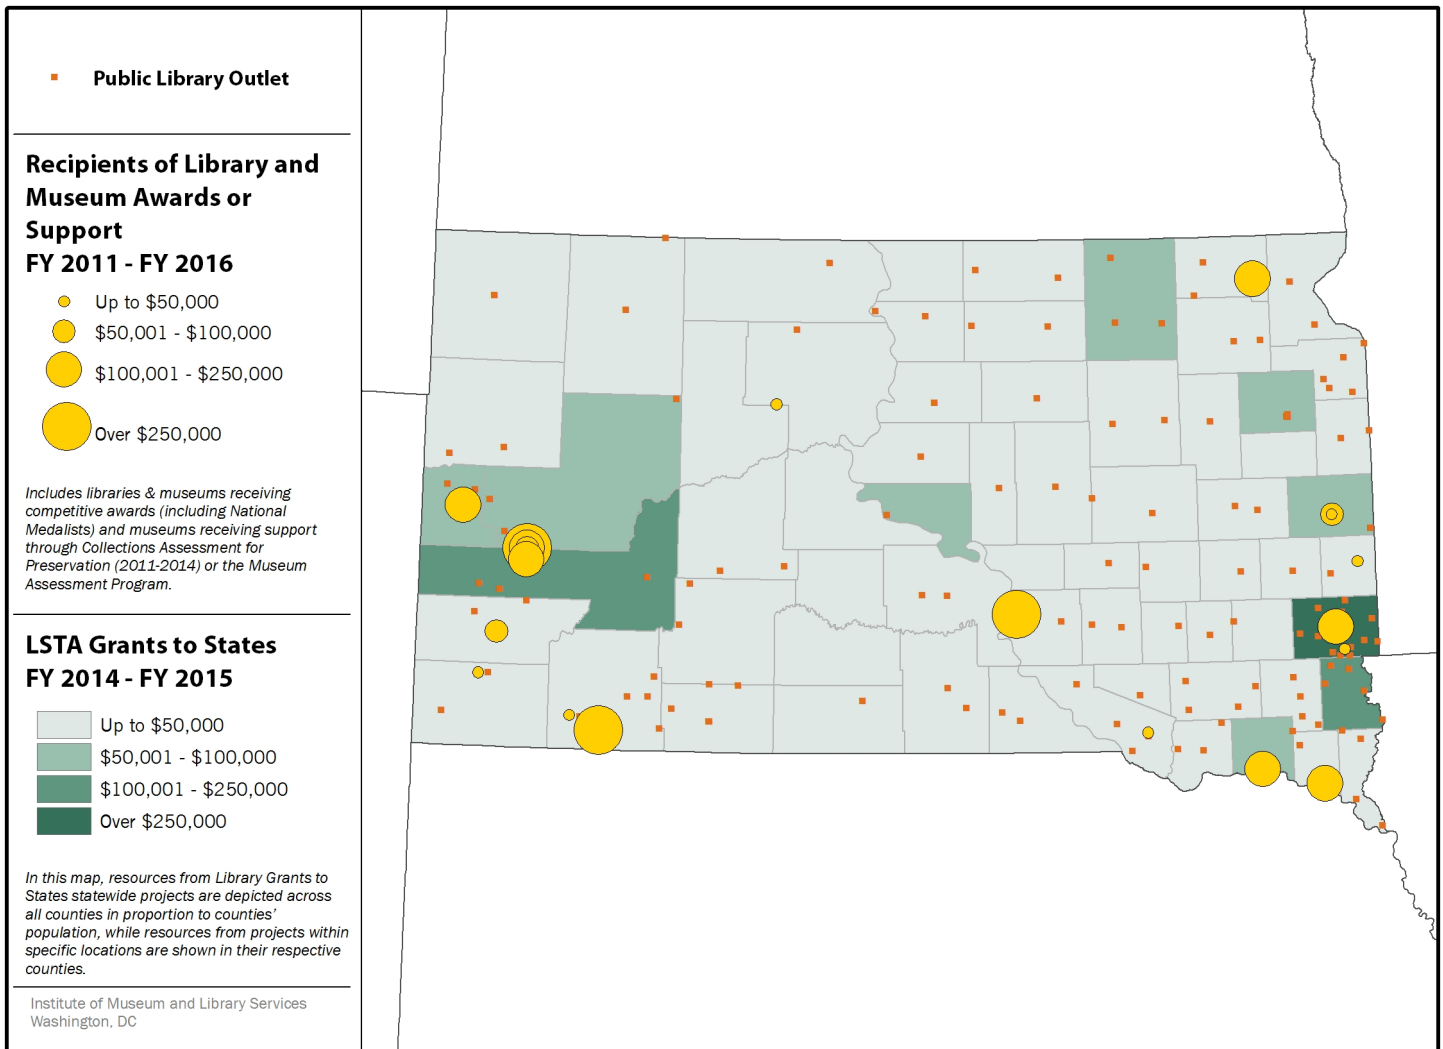 Public Library Outlet
Recipients of Library and
Museum Awards or
Support
FY 2011 - FY 2016
Up to $50,000
$50,001 - $100,000
$100,001 - $250,000
Over $250,000
Includes libraries & museums receiving
competitive awards (including National
Medalists) and museums receiving support
through Collections Assessment for
Preservation (2011-2014) or the Museum
Assessment Program.
LSTA Grants to States
FY 2014 - FY 2015
Up to $50,000
$50,001 - $100,000
$100,001 - $250,000
Over $250,000
In this map, resources from Library Grants to
States statewide projects are depicted across
all counties in proportion to counties'
population, while resources from projects within
specific locations are shown in their respective
counties.
Institute of Museum and Library Services
Washington, DC